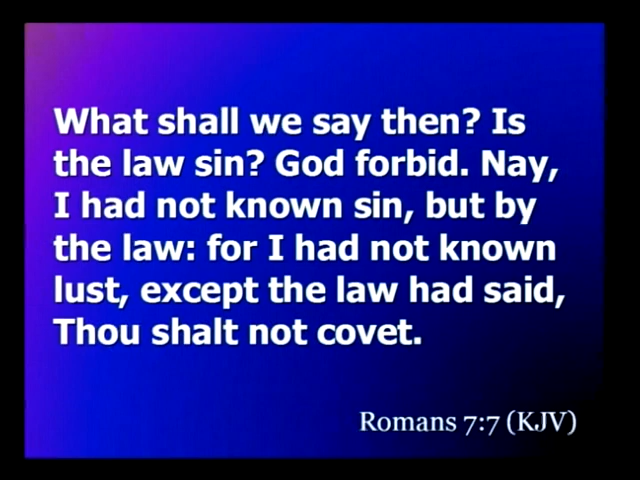 What shall we say then? Is
the law sin? God forbid. Nay,
I had not known sin, but by
the law: for I had not known
lust, except the law had said,
Thou shalt not covet.
Romans 7:7 (KJV)